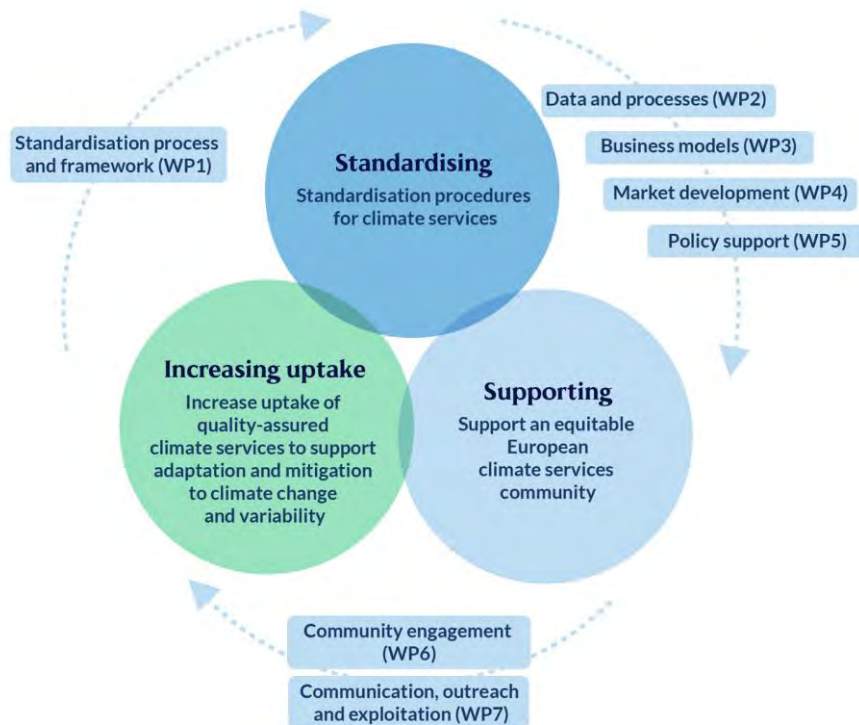 Standardisation process
and framework (WP1)
Standardising
Standardisation procedures
for climate services
Data and processes (WP2)
Business models (WP3)
Market development (WP4)
Policy support (WP5)
Increasing uptake
Increase uptake of
quality-assured
climate services to support
adaptation and mitigation
to climate change
and variability
Supporting
Support an equitable
European
climate services
community
Community engagement
(WP6)
Communication, outreach
and exploitation (WP7)